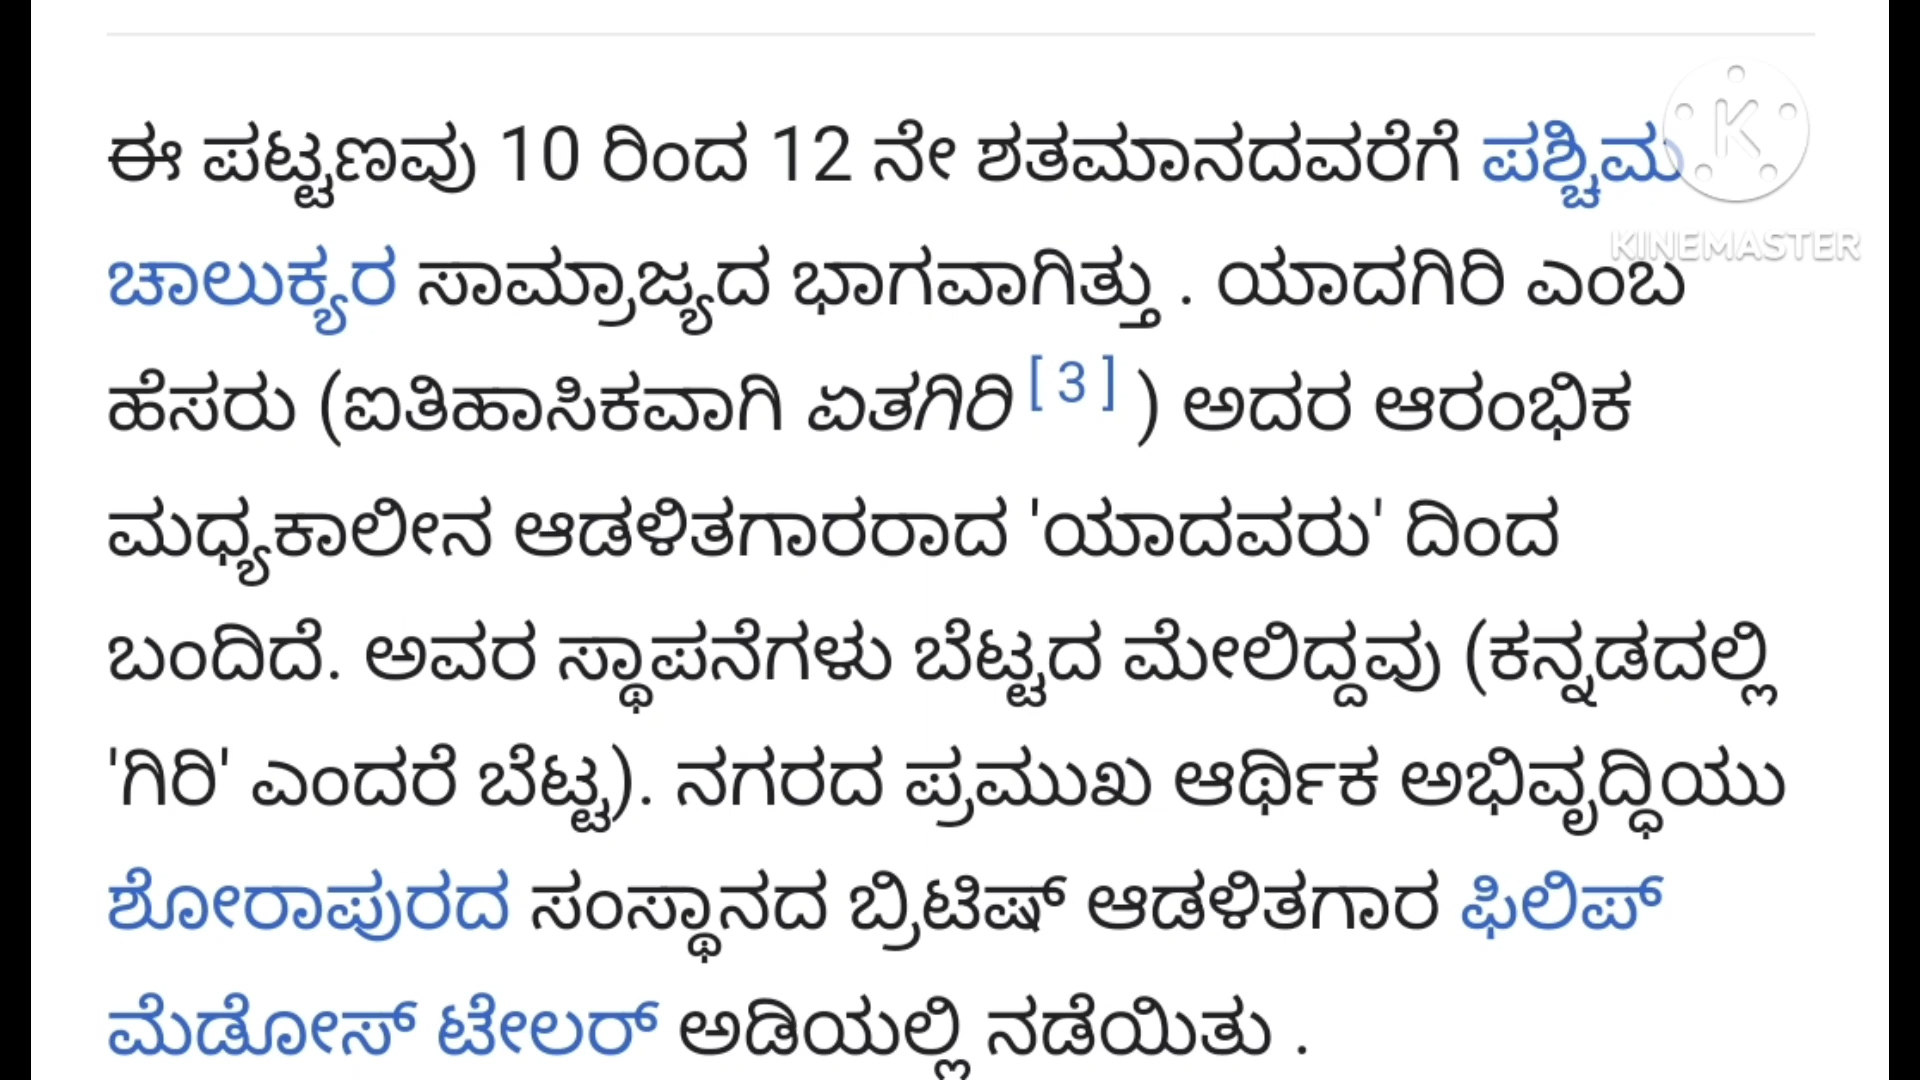 ಈ ಪಟ್ಟಣವು 10 ರಿಂದ 12 ನೇ ಶತಮಾನದವರೆಗೆ ಪಶ್ಚಿಮ
ಚಾಲುಕ್ಯರ ಸಾಮ್ರಾಜ್ಯದ ಭಾಗವಾಗಿತ್ತು . ಯಾದಗಿರಿ ಎಂಬ
ಹೆಸರು (ಐತಿಹಾಸಿಕವಾಗಿ ಏತಗಿರಿ [ 3 ] ) ಅದರ ಆರಂಭಿಕ
ಮಧ್ಯಕಾಲೀನ ಆಡಳಿತಗಾರರಾದ 'ಯಾದವರು' ದಿಂದ
ಬಂದಿದೆ. ಅವರ ಸ್ಥಾಪನೆಗಳು ಬೆಟ್ಟದ ಮೇಲಿದ್ದವು (ಕನ್ನಡದಲ್ಲಿ
'ಗಿರಿ' ಎಂದರೆ ಬೆಟ್ಟ). ನಗರದ ಪ್ರಮುಖ ಆರ್ಥಿಕ ಅಭಿವೃದ್ಧಿಯು
ಶೋರಾಪುರದ ಸಂಸ್ಥಾನದ ಬ್ರಿಟಿಷ್ ಆಡಳಿತಗಾರ ಫಿಲಿಪ್
ಮೆಡೋಸ್ ಟೇಲರ್ ಅಡಿಯಲ್ಲಿ ನಡೆಯಿತು .
K
KINEMASTER